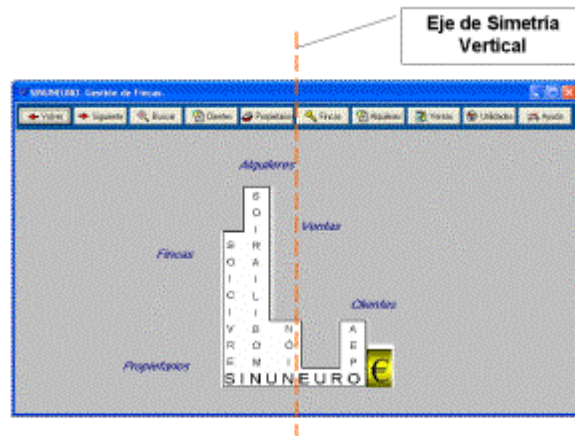 Eje de Simetría
Vertical
SINUNEURO Gestión de Fincas
Volver Siguiente Buscar Clientes Propietarios Fincas Alquileres Ventas Utilidades Ayuda
Alquileres
Ventas
Fincas
Clientes
Propietarios
SINUNEURO €